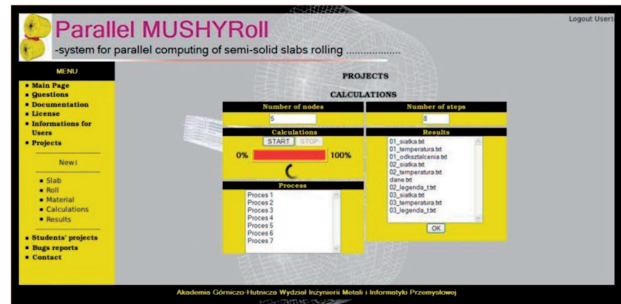 Parallel MUSHYRoll
-system for parallel computing of semi-solid slabs rolling ...................
Logout User1
MENU
Main Page
Questions
Documentation
License
Informations for
Users
Projects
New1
Slab
Roll
Material
Calculations
Results
Students' projects
Bugs reports
Contact
PROJECTS
CALCULATIONS
Number of nodes
5
Number of steps
8
Calculations
START STOP
0% 100%
Process
Proces 1
Proces 2
Proces 3
Proces 4
Proces 5
Proces 6
Proces 7
Results
01_siatka.txt
01_temperatura.txt
01_odksztalcenia.txt
02_siatka.txt
02_temperatura.txt
dane.txt
02_legenda_t.txt
03_siatka.txt
03_temperatura.txt
03_legenda_t.txt
OK
Akademia Górniczo-Hutnicza Wydział Inżynierii Metali i Informatyki Przemysłowej